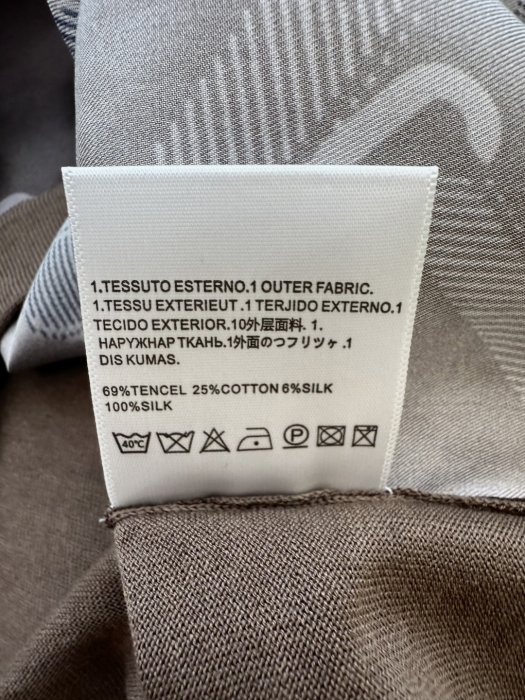 1.TESSUTO ESTERNO.1 OUTER FABRIC.
1.TESSU EXTERIEUT .1 TERJIDO EXTERNO.1
TECIDO EXTERIOR.10外层面料. 1.
НАРУЖНАР ТКАНЬ.1外面のつフリツヶ .1
DIS KUMAS.
69%TENCEL 25%COTTON 6%SILK
100%SILK
40℃ P